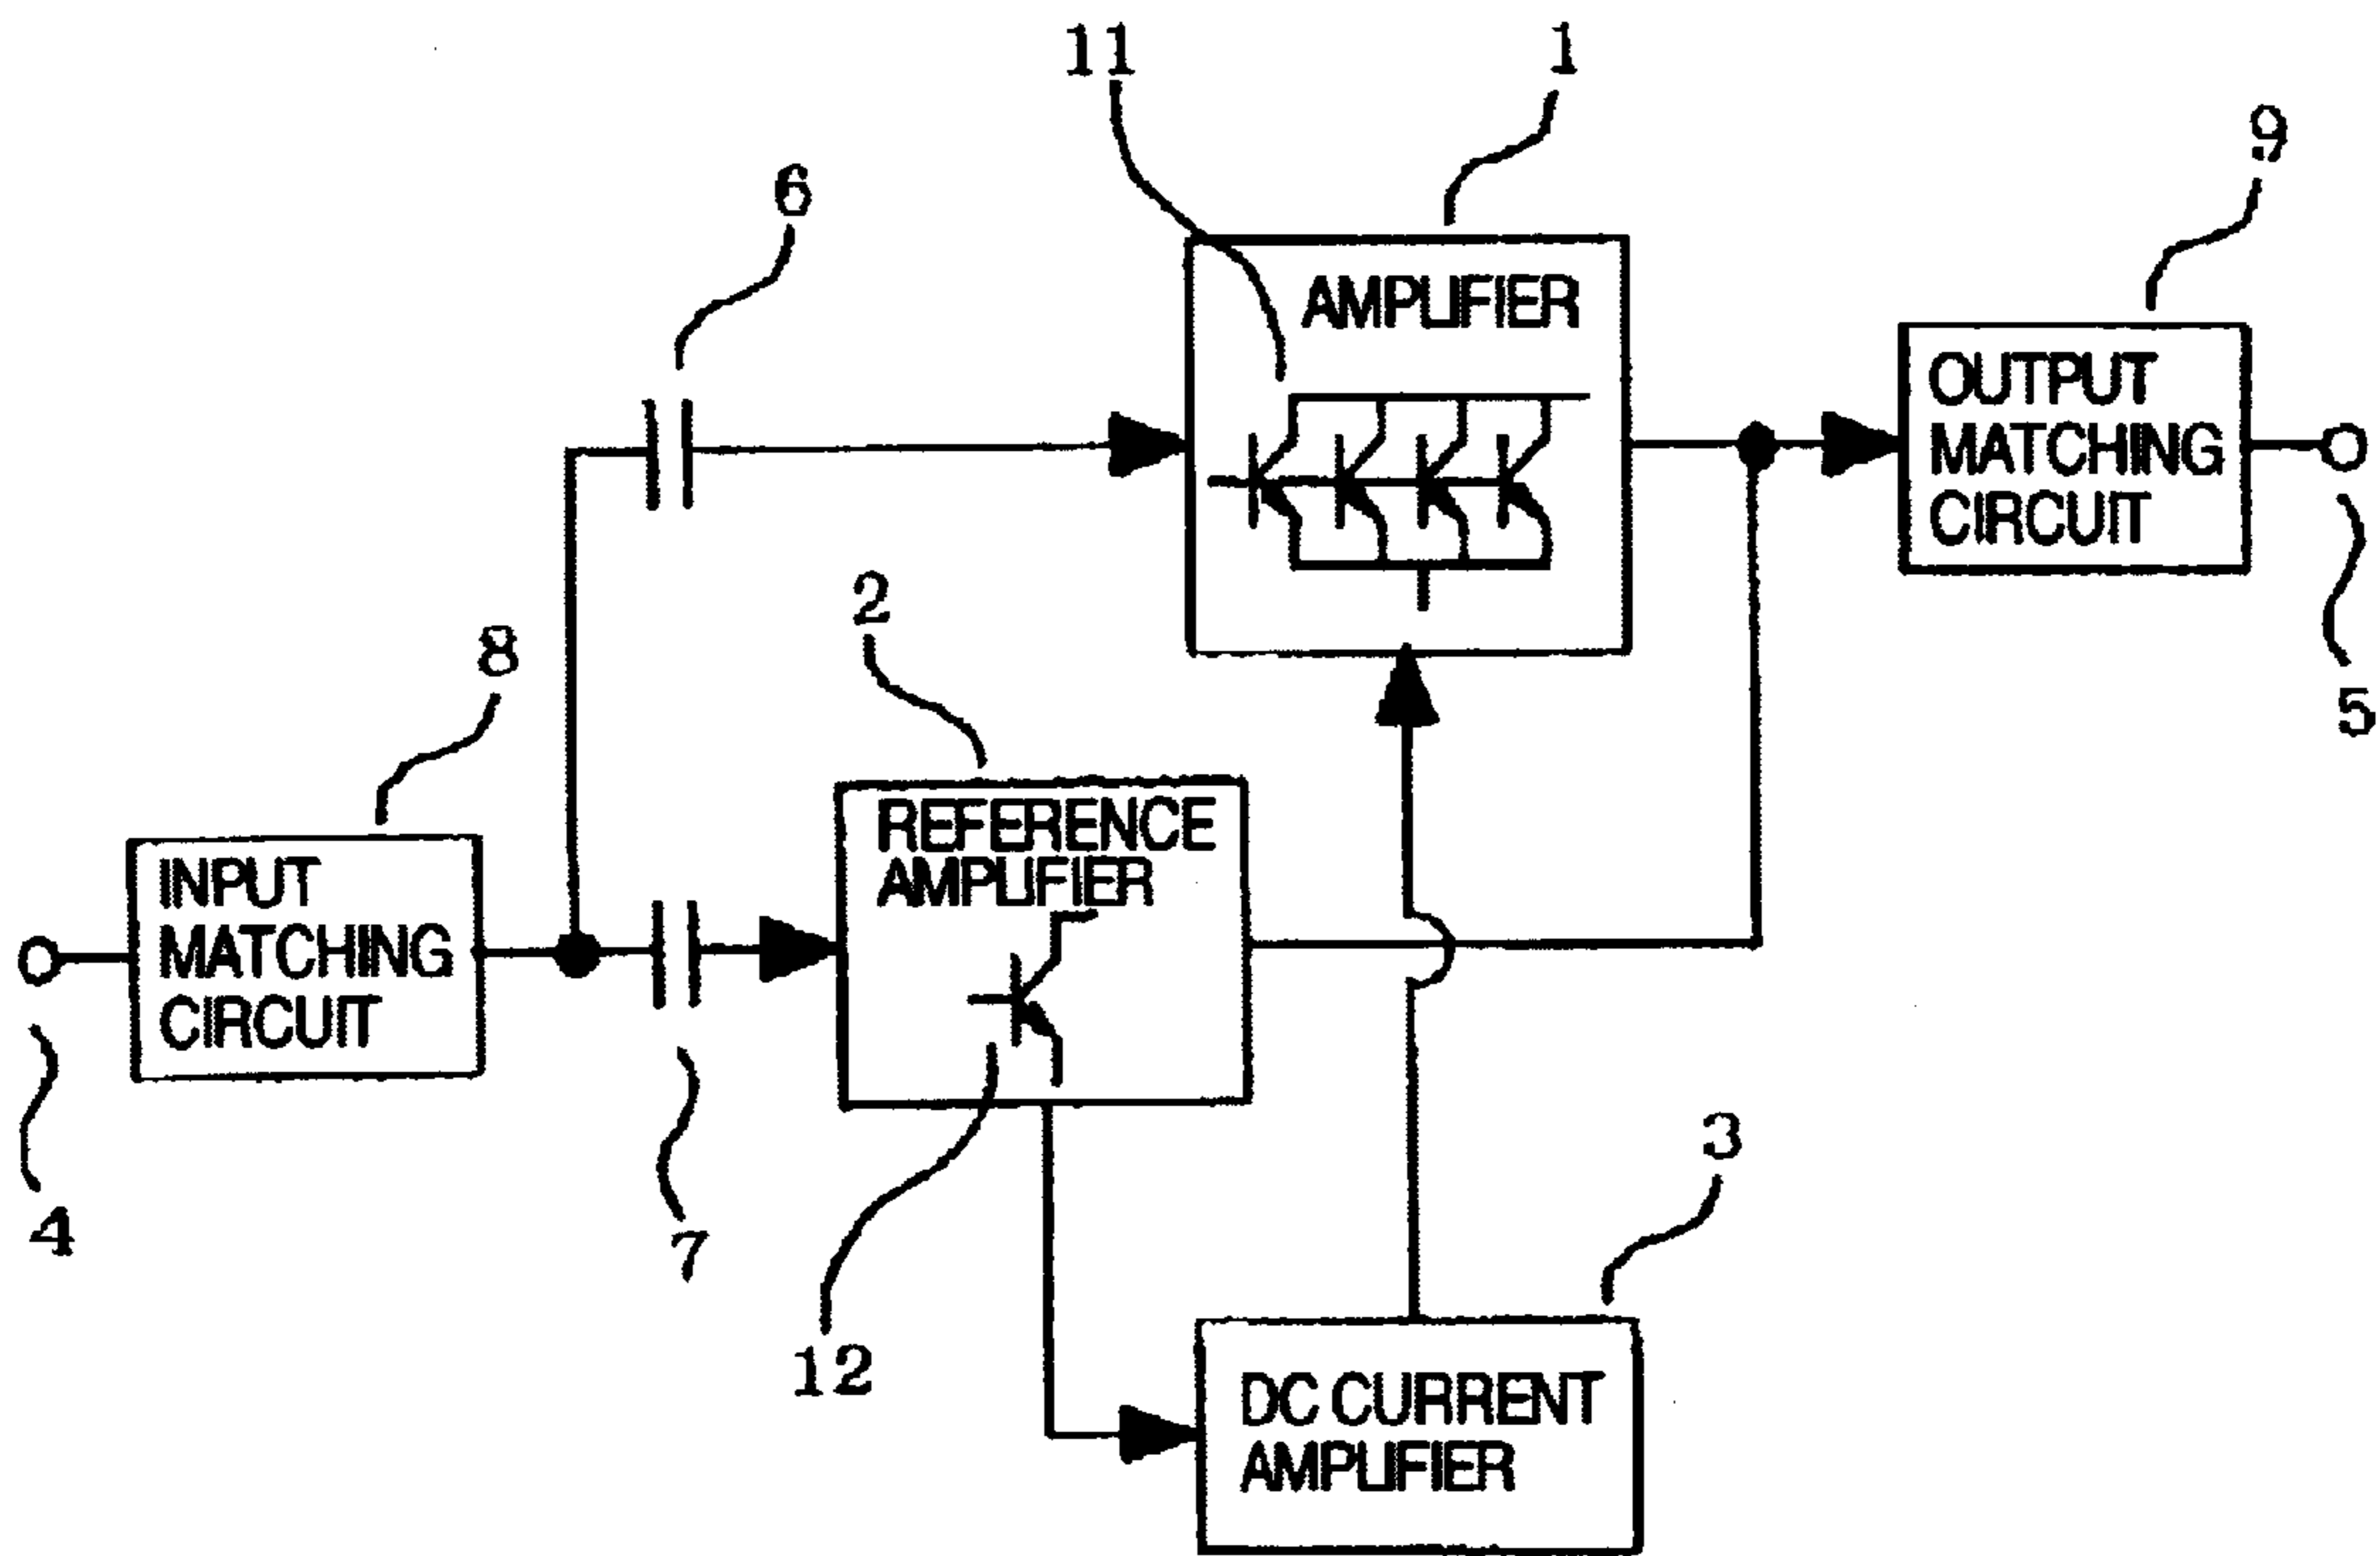 11
1
9
6
AMPLIFIER
OUTPUT
MATCHING
CIRCUIT
2
8
5
REFERENCE
AMPLIFIER
INPUT
MATCHING
CIRCUIT
3
4
7
12
DC CURRENT
AMPLIFIER